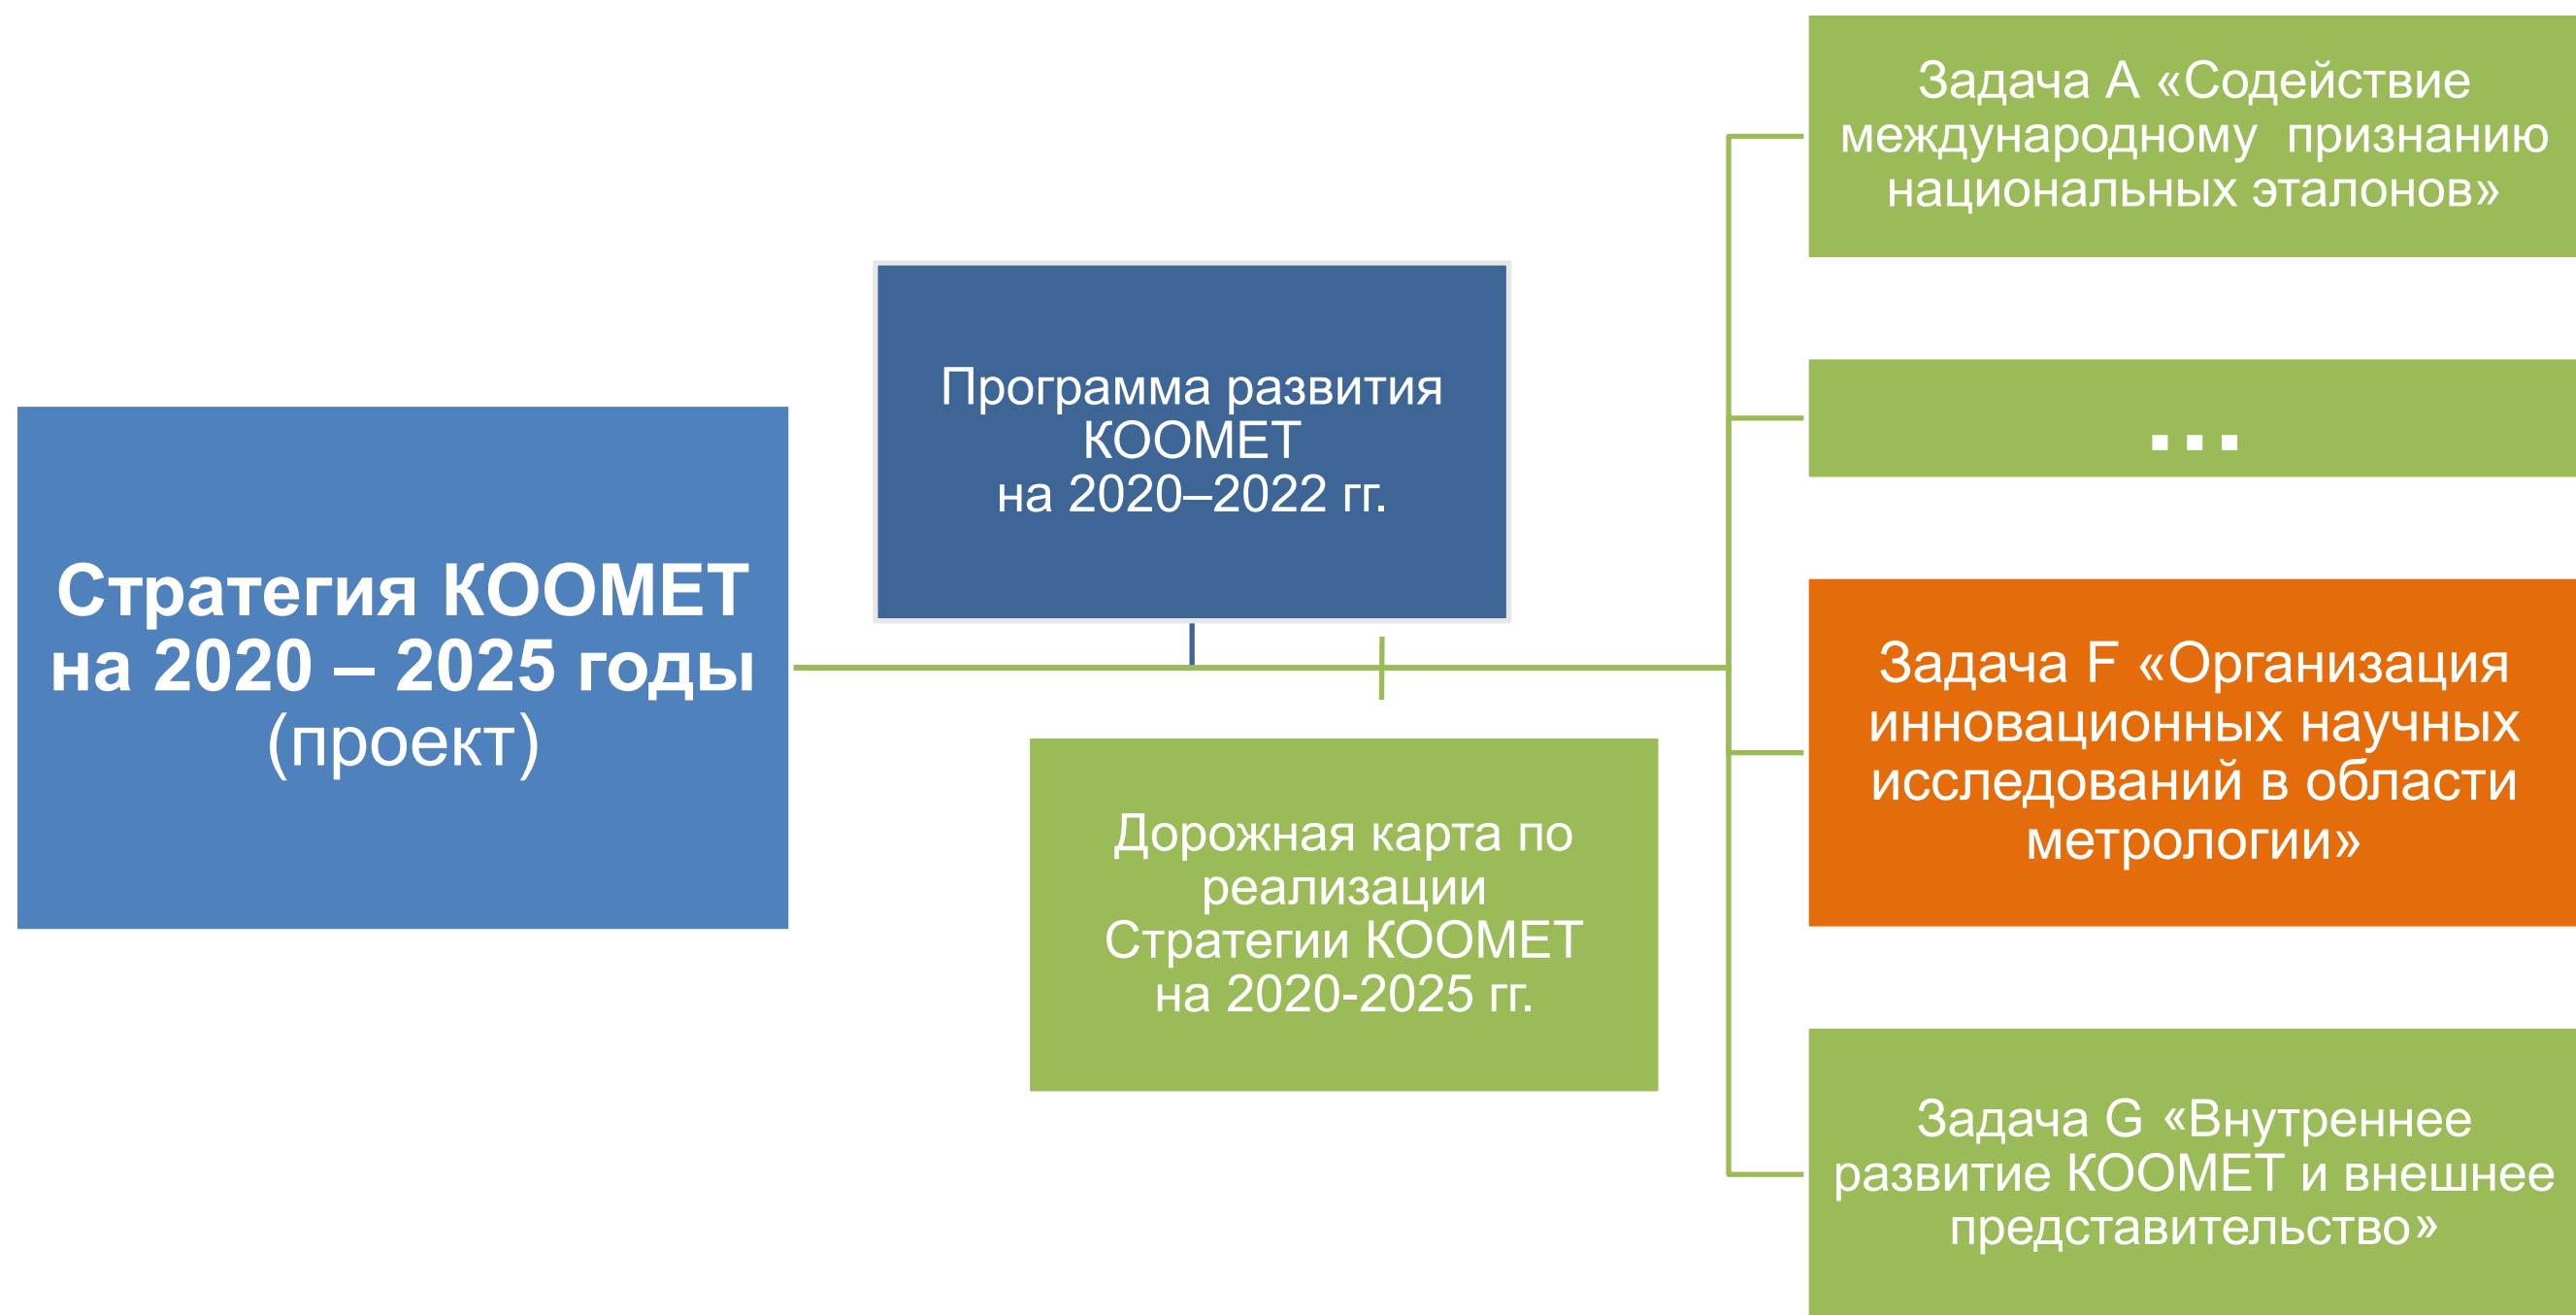 Стратегия КООМЕТ
на 2020 – 2025 годы
(проект)
Программа развития
КООМЕТ
на 2020–2022 гг.
Дорожная карта по
реализации
Стратегии КООМЕТ
на 2020-2025 гг.
Задача A «Содействие
международному признанию
национальных эталонов»
...
Задача F «Организация
инновационных научных
исследований в области
метрологии»
Задача G «Внутреннее
развитие КООМЕТ и внешнее
представительство»